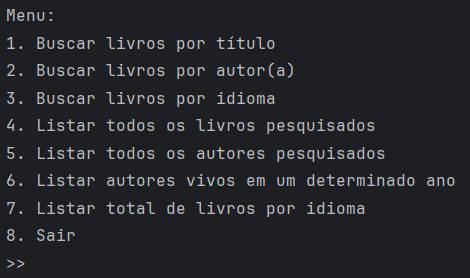 Menu:
1. Buscar livros por título
2. Buscar livros por autor(a)
3. Buscar livros por idioma
4. Listar todos os livros pesquisados
5. Listar todos os autores pesquisados
6. Listar autores vivos em um determinado ano
7. Listar total de livros por idioma
8. Sair
>>